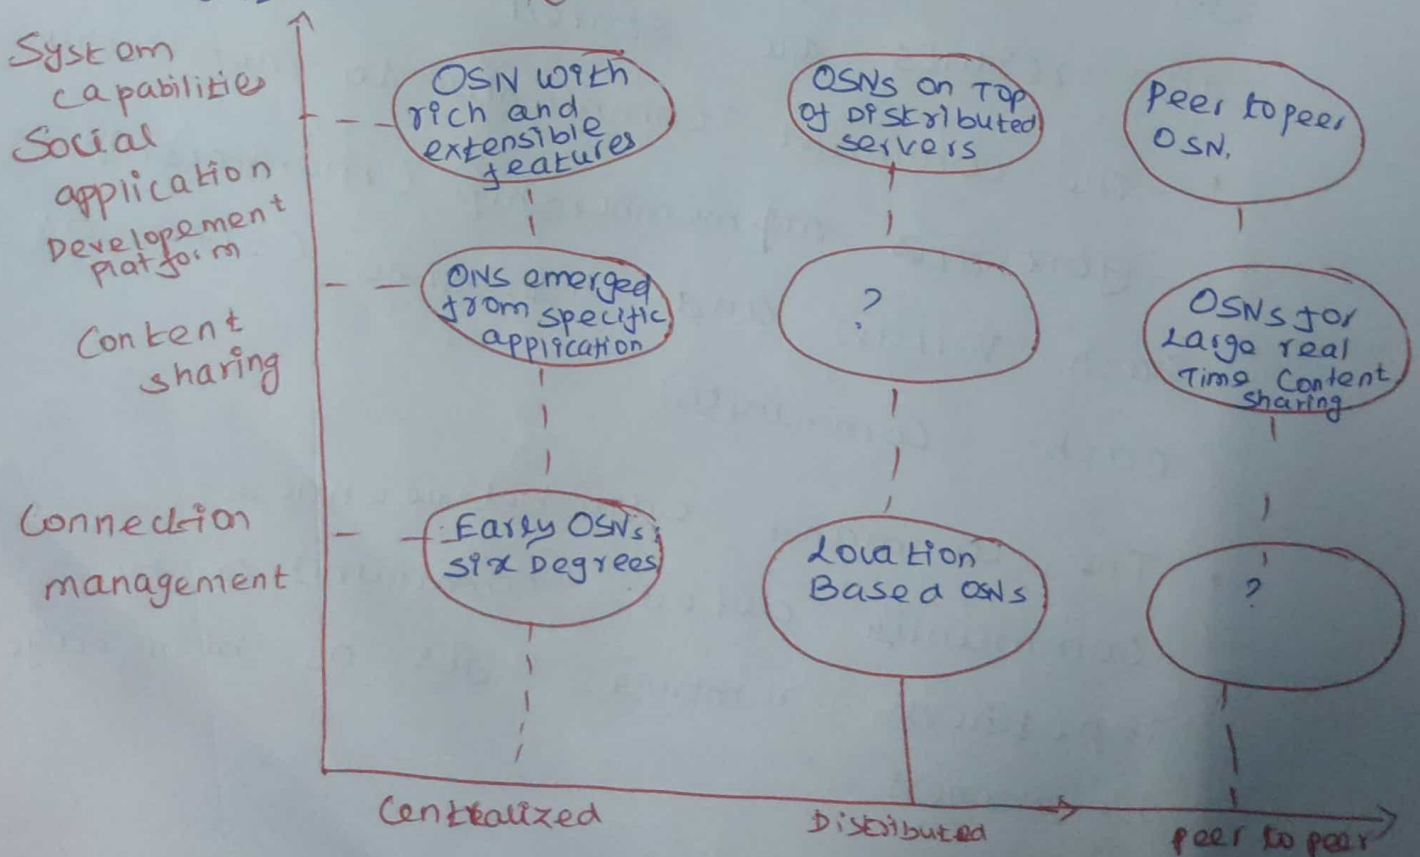 System
capabilities
Social
application
Developement
platform
Content
sharing
Connection
management
OSN with
rich and
extensible
features
OSNs on Top
of Distributed
servers
Peer to peer
OSN.
ONS emerged
from specific
application
?
OSNs for
Large real
Time Content
sharing
Early OSNs
six Degrees
Location
Based OSNs
?
Centralized
Distributed
peer to peer